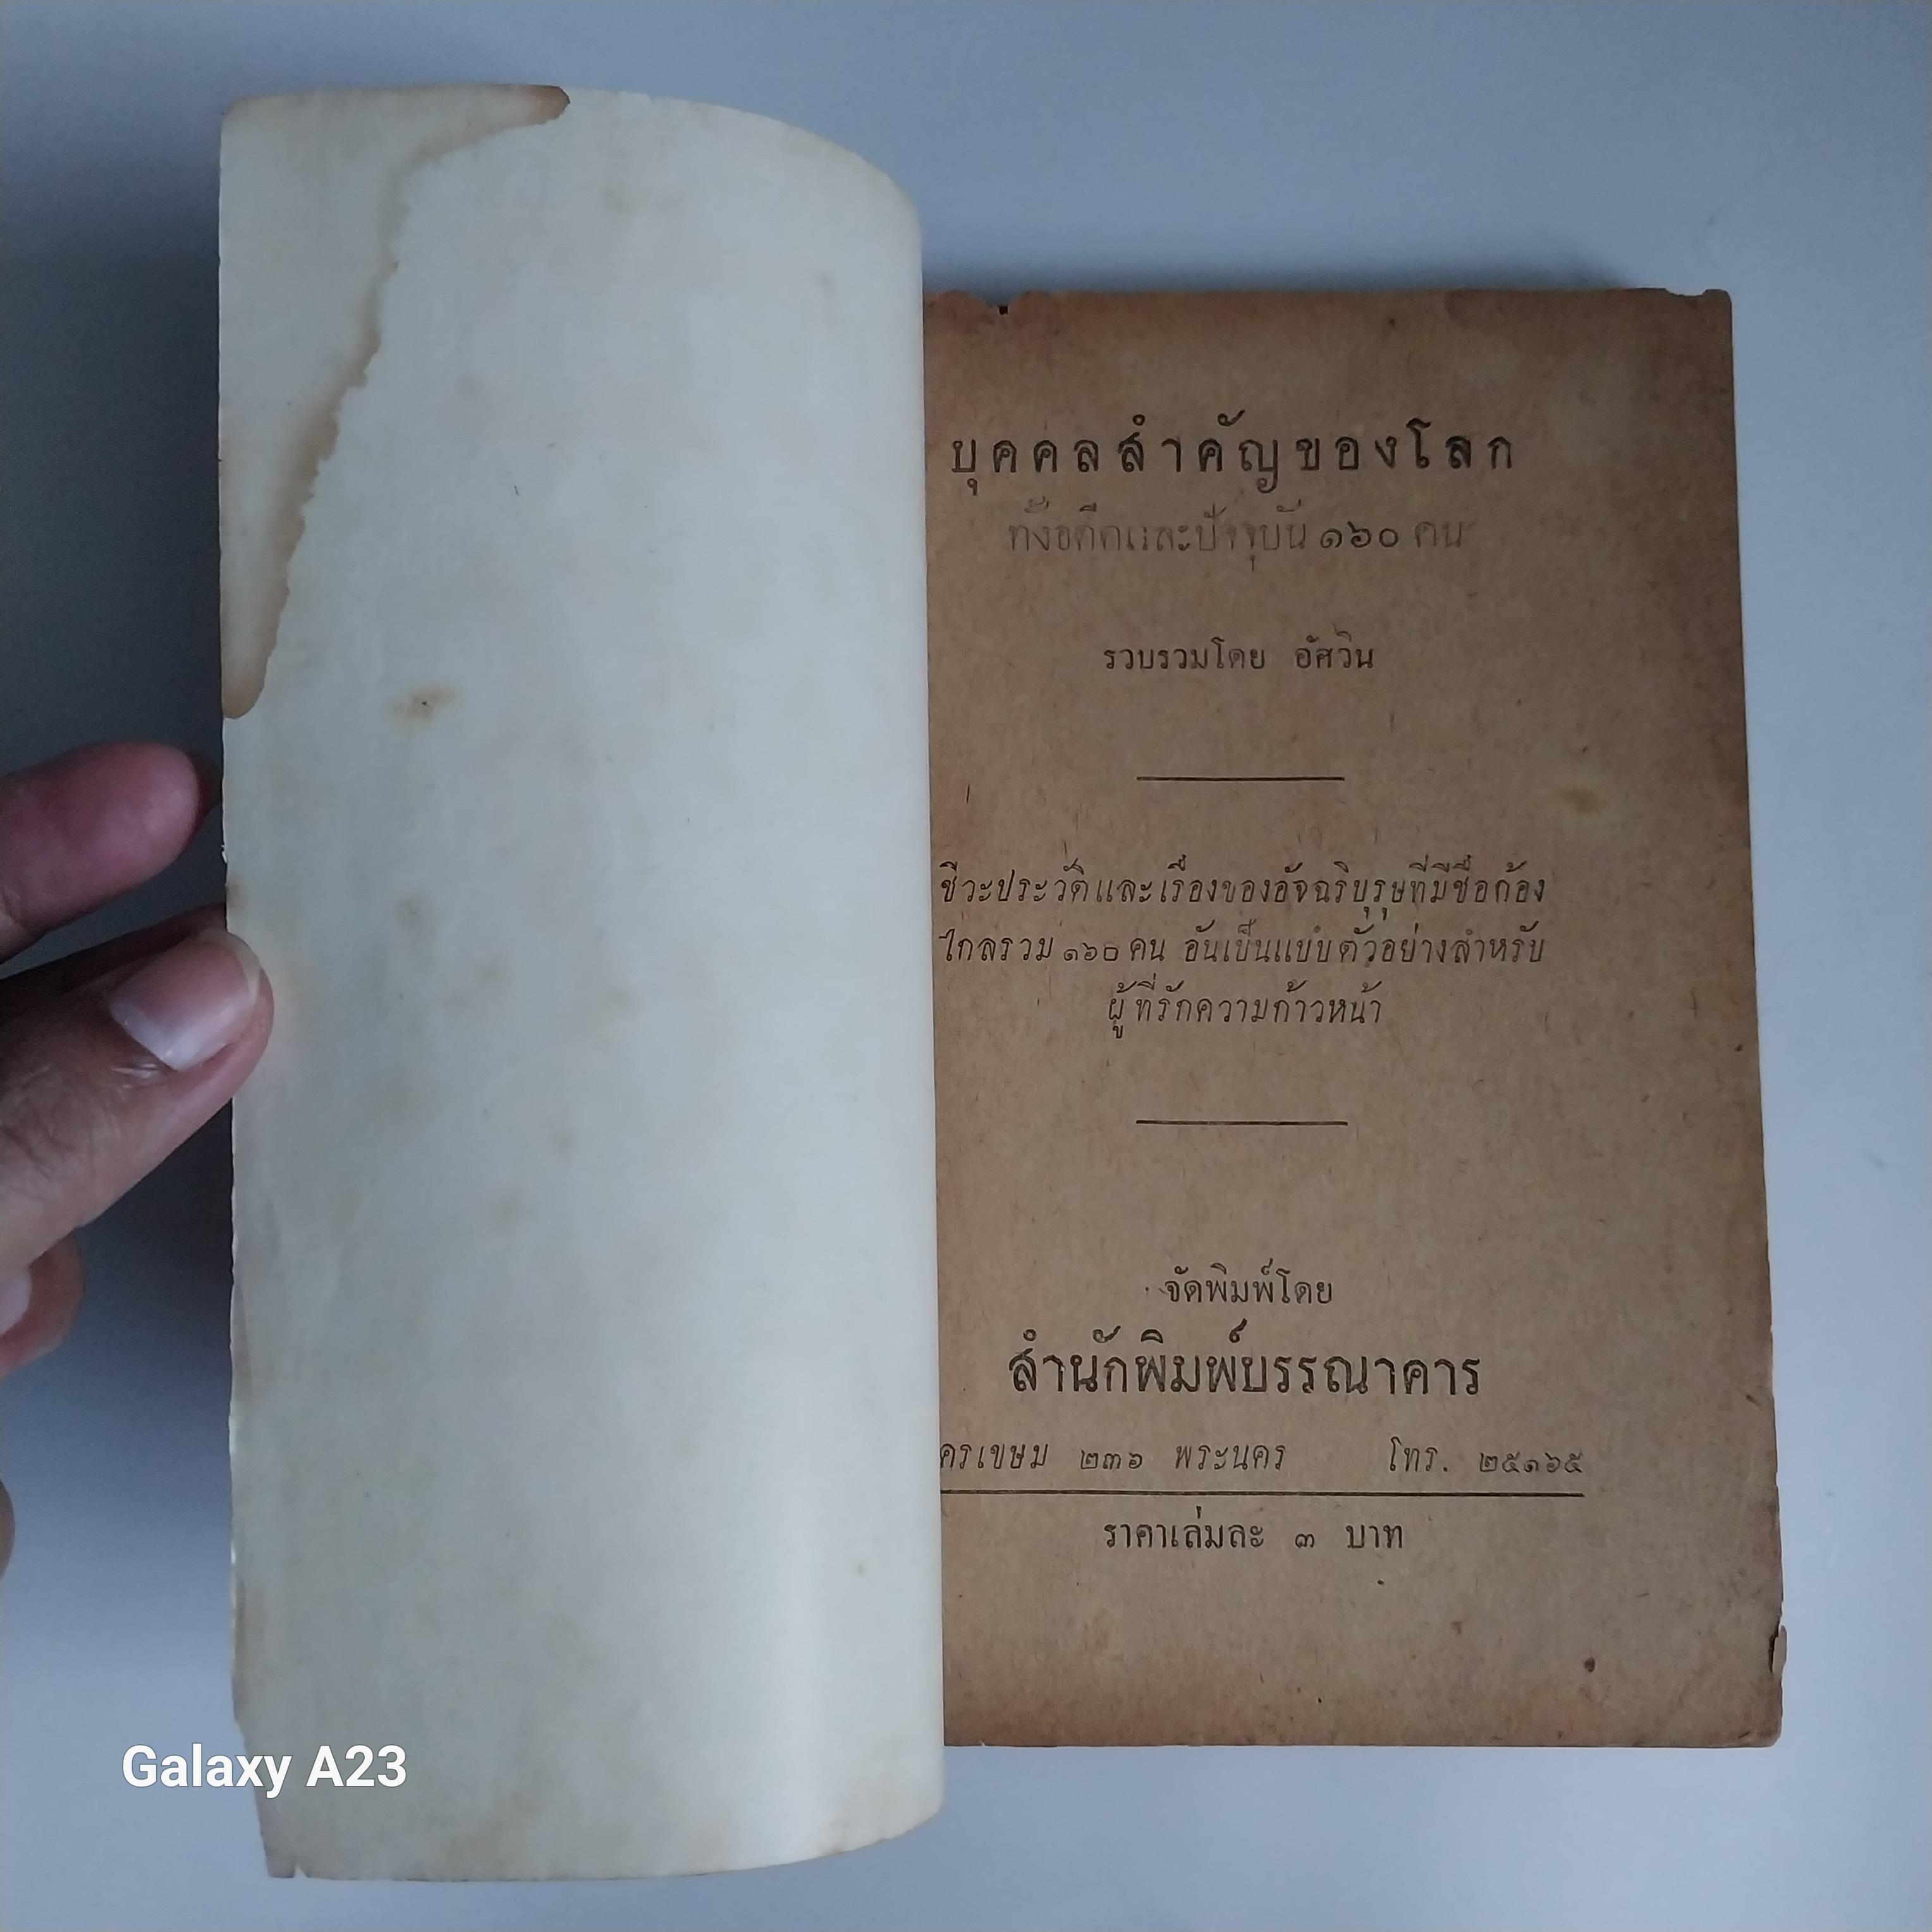 บุคคลสำคัญของโลก
ทั้งอดีตและปัจจุบัน ๑๖๐ คน
รวบรวมโดย อัศวิน
ชีวะประวัติและเรื่องของอัจฉริบุรุษที่มีชื่อก้อง
ไกลรวม ๑๖๐ คน อันเป็นแบบตัวอย่างสำหรับ
ผู้ที่รักความก้าวหน้า
จัดพิมพ์โดย
สำนักพิมพ์บรรณาคาร
ครเขษม ๒๓๖ พระนคร โทร. ๒๕๑๖๕
ราคาเล่มละ ๓ บาท
Galaxy A23